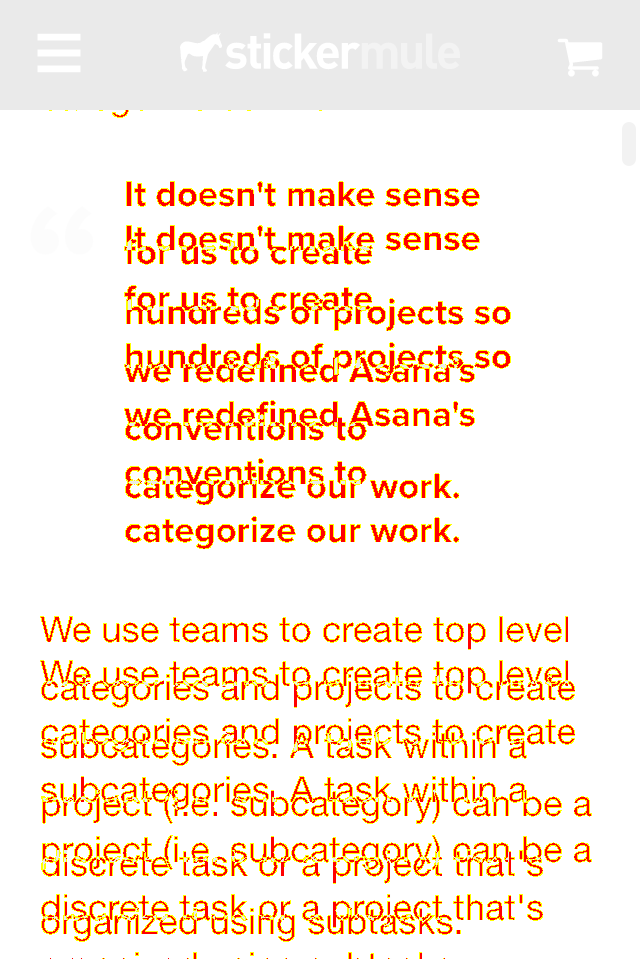 stickermule
It doesn't make sense
It doesn't make sense
for us to create
for us to create
hundreds of projects so
hundreds of projects so
we redefined Asana's
we redefined Asana's
conventions to
conventions to
categorize our work.
categorize our work.
We use teams to create top level
We use teams to create top level
categories and projects to create
categories and projects to create
subcategories. A task within a
subcategories. A task within a
project (i.e. subcategory) can be a
project (i.e. subcategory) can be a
discrete task or a project that's
discrete task or a project that's
organized using subtasks.